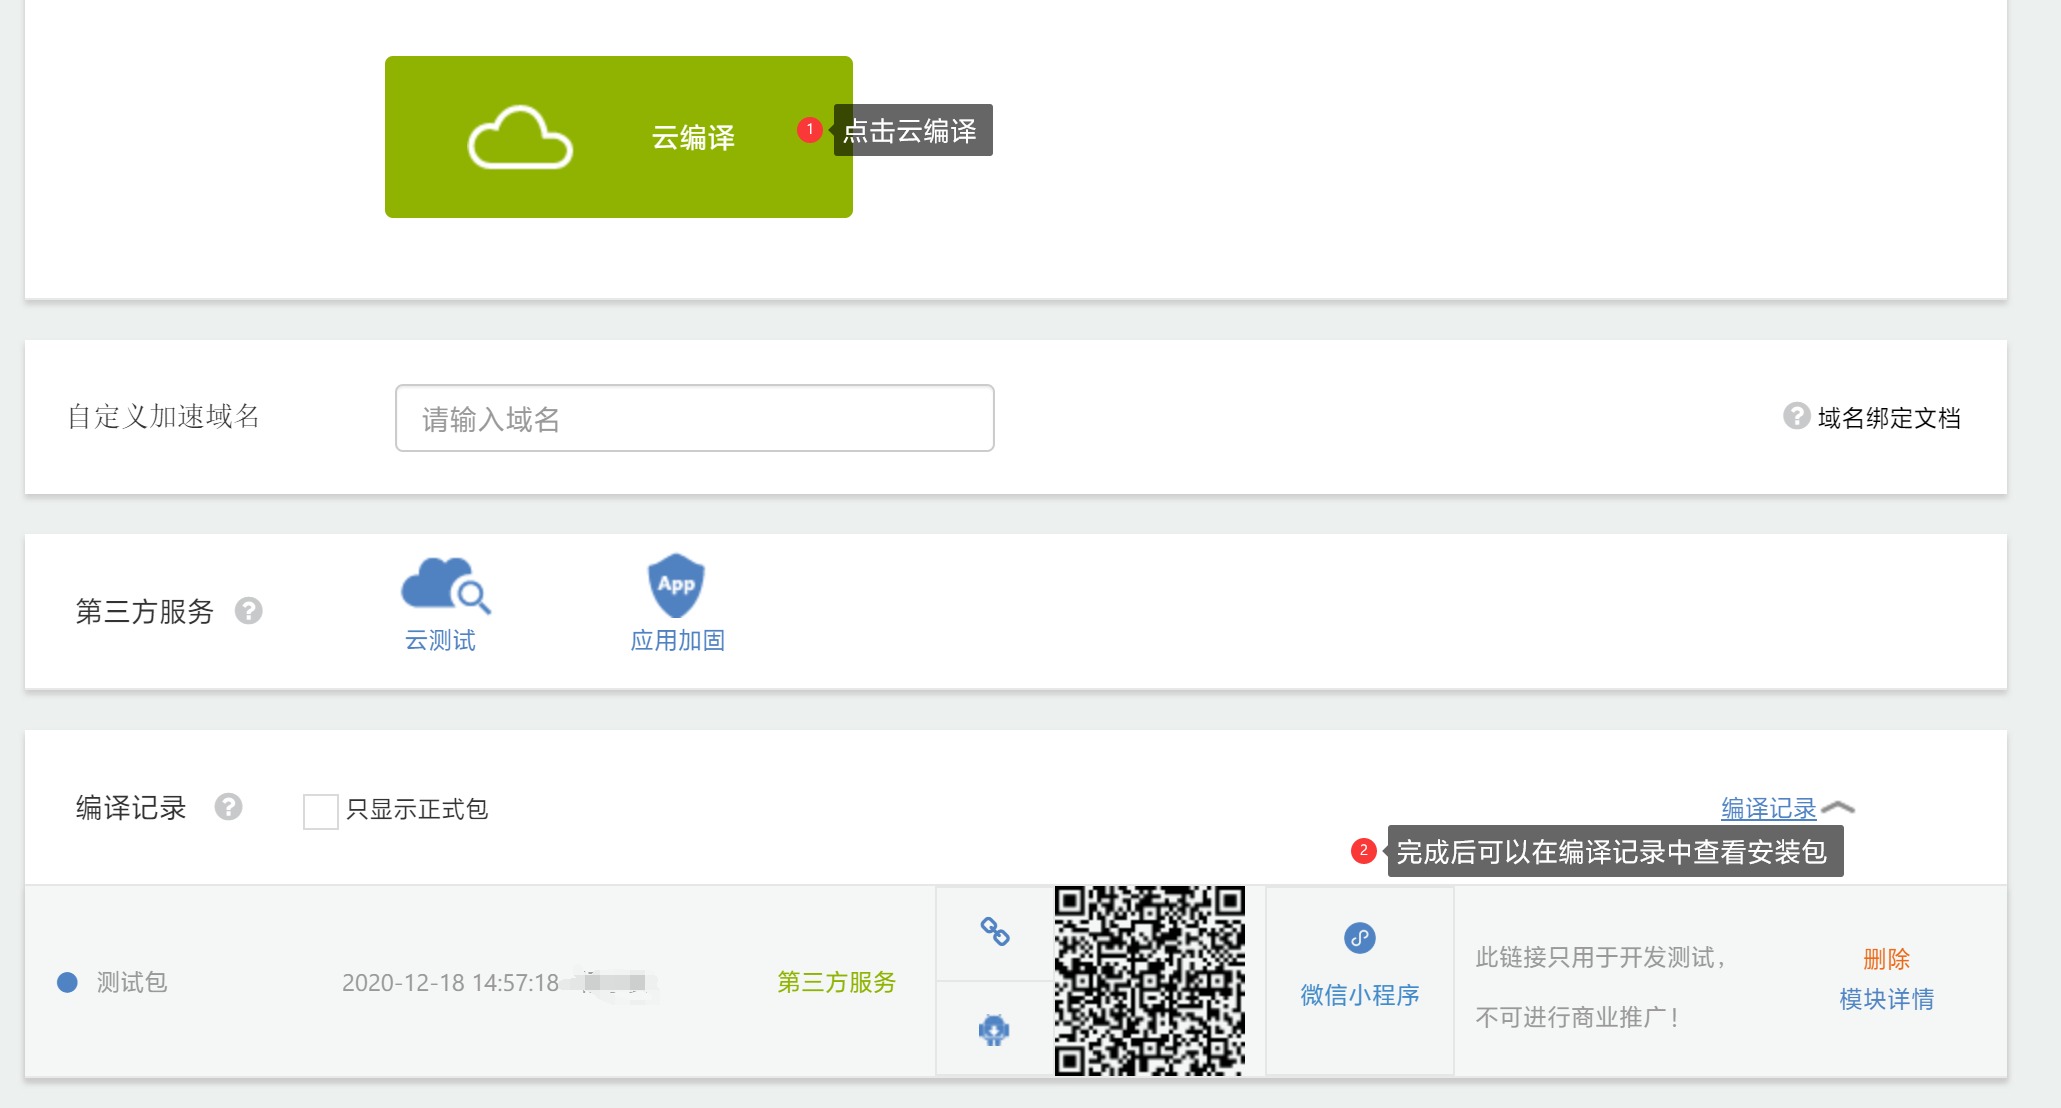 云编译
1 点击云编译
自定义加速域名
请输入域名
域名绑定文档
第三方服务
云测试
App
应用加固
编译记录
只显示正式包
编译记录
2 完成后可以在编译记录中查看安装包
测试包
2020-12-18 14:57:18
第三方服务
微信小程序
此链接只用于开发测试，
不可进行商业推广！
删除
模块详情